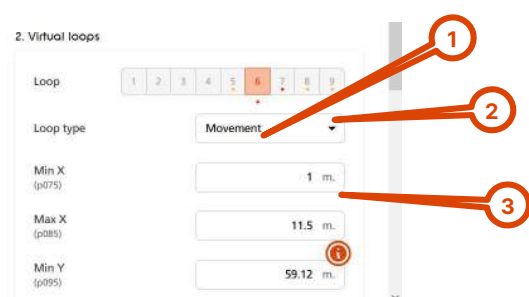 2. Virtual loops
Loop 1 2 3 4 5 6 7 8 9
Loop type Movement
Min X 1 m.
(p075)
Max X 11.5 m.
(p085)
i
Min Y 59.12 m.
(p095)
1
2
3